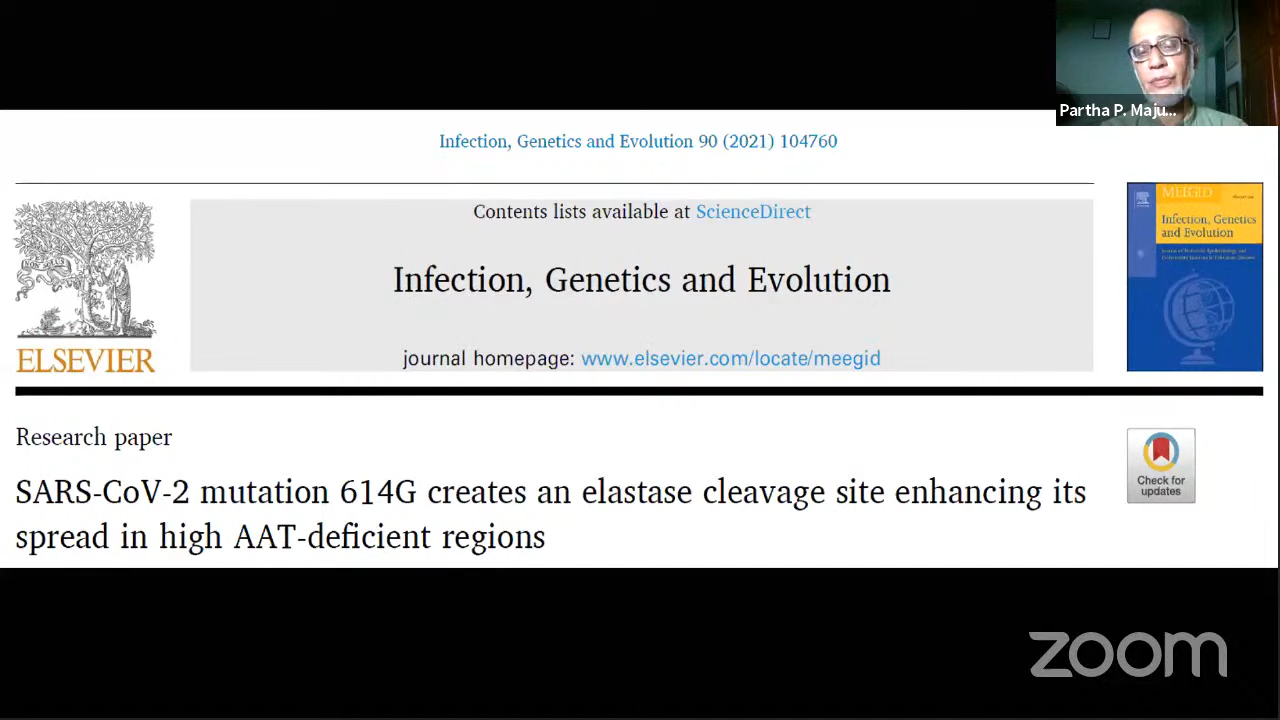 Partha P. Maju...
Infection, Genetics and Evolution 90 (2021) 104760
Contents lists available at ScienceDirect
Infection, Genetics and Evolution
journal homepage: www.elsevier.com/locate/meegid
ELSEVIER
MEEGID
Infection, Genetics
and Evolution
Research paper
Check for
updates
SARS-CoV-2 mutation 614G creates an elastase cleavage site enhancing its
spread in high AAT-deficient regions
zoom